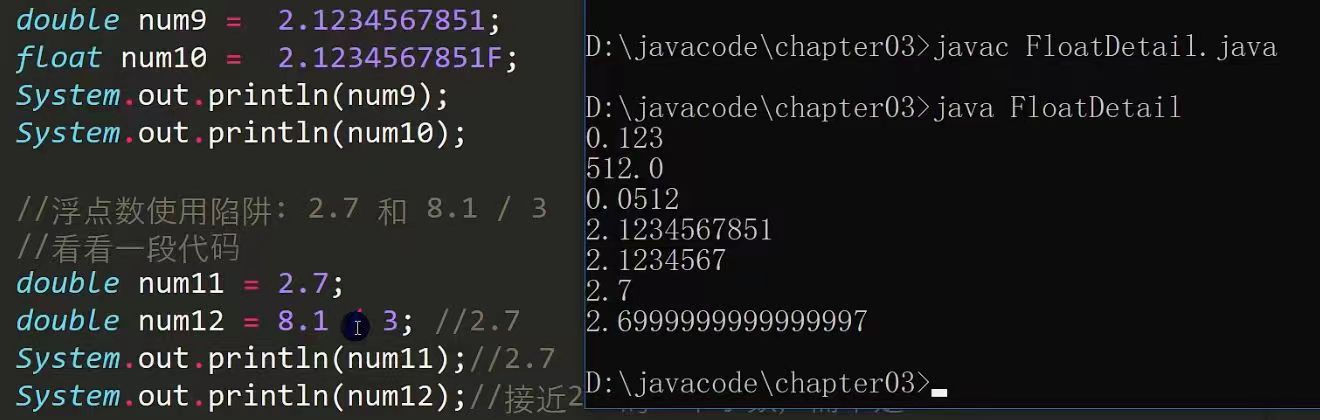 double num9 =  2.1234567851;
float num10 =  2.1234567851F;
System.out.println(num9);
System.out.println(num10);
//浮点数使用陷阱: 2.7 和 8.1 / 3
//看看一段代码
double num11 = 2.7;
double num12 = 8.1 / 3; //2.7
System.out.println(num11);//2.7
System.out.println(num12);//接近2
D:\javacode\chapter03>javac FloatDetail.java
D:\javacode\chapter03>java FloatDetail
0.123
512.0
0.0512
2.1234567851
2.1234567
2.7
2.6999999999999997
D:\javacode\chapter03>